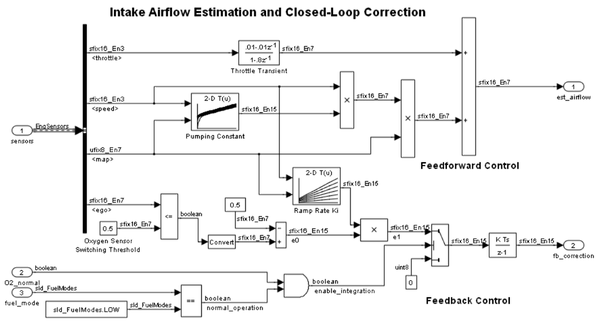 Intake Airflow Estimation and Closed-Loop Correction
sfix16_En3
<throttle>
.01-.01z⁻¹
1-.8z⁻¹
Throttle Transient
sfix16_En7
sfix16_En3
<speed>
2-D T(u)
Pumping Constant
sfix16_En15
×
sfix16_En7
×
sfix16_En7
+
+
sfix16_En7
1
est_airflow
1
sensors
EngSensors
ufix8_En7
<map>
Feedforward Control
2-D T(u)
Ramp Rate Ki
sfix16_En15
sfix16_En7
<ego>
0.5
sfix16_En7
Oxygen Sensor
Switching Threshold
<=
boolean
Convert
sfix16_En7
0.5
sfix16_En7
-
+
sfix16_En15
e0
×
sfix16_En15
e1
sfix16_En15
K Ts
z-1
sfix16_En7
2
fb_correction
uint8
0
2
O2_normal
boolean
3
fuel_mode
sld_FuelModes
sld_FuelModes.LOW
sld_FuelModes
==
boolean
normal_operation
boolean
enable_integration
Feedback Control